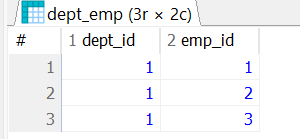 dept_emp (3r × 2c)
# 1 dept_id 2 emp_id
1 1 1
2 1 2
3 1 3